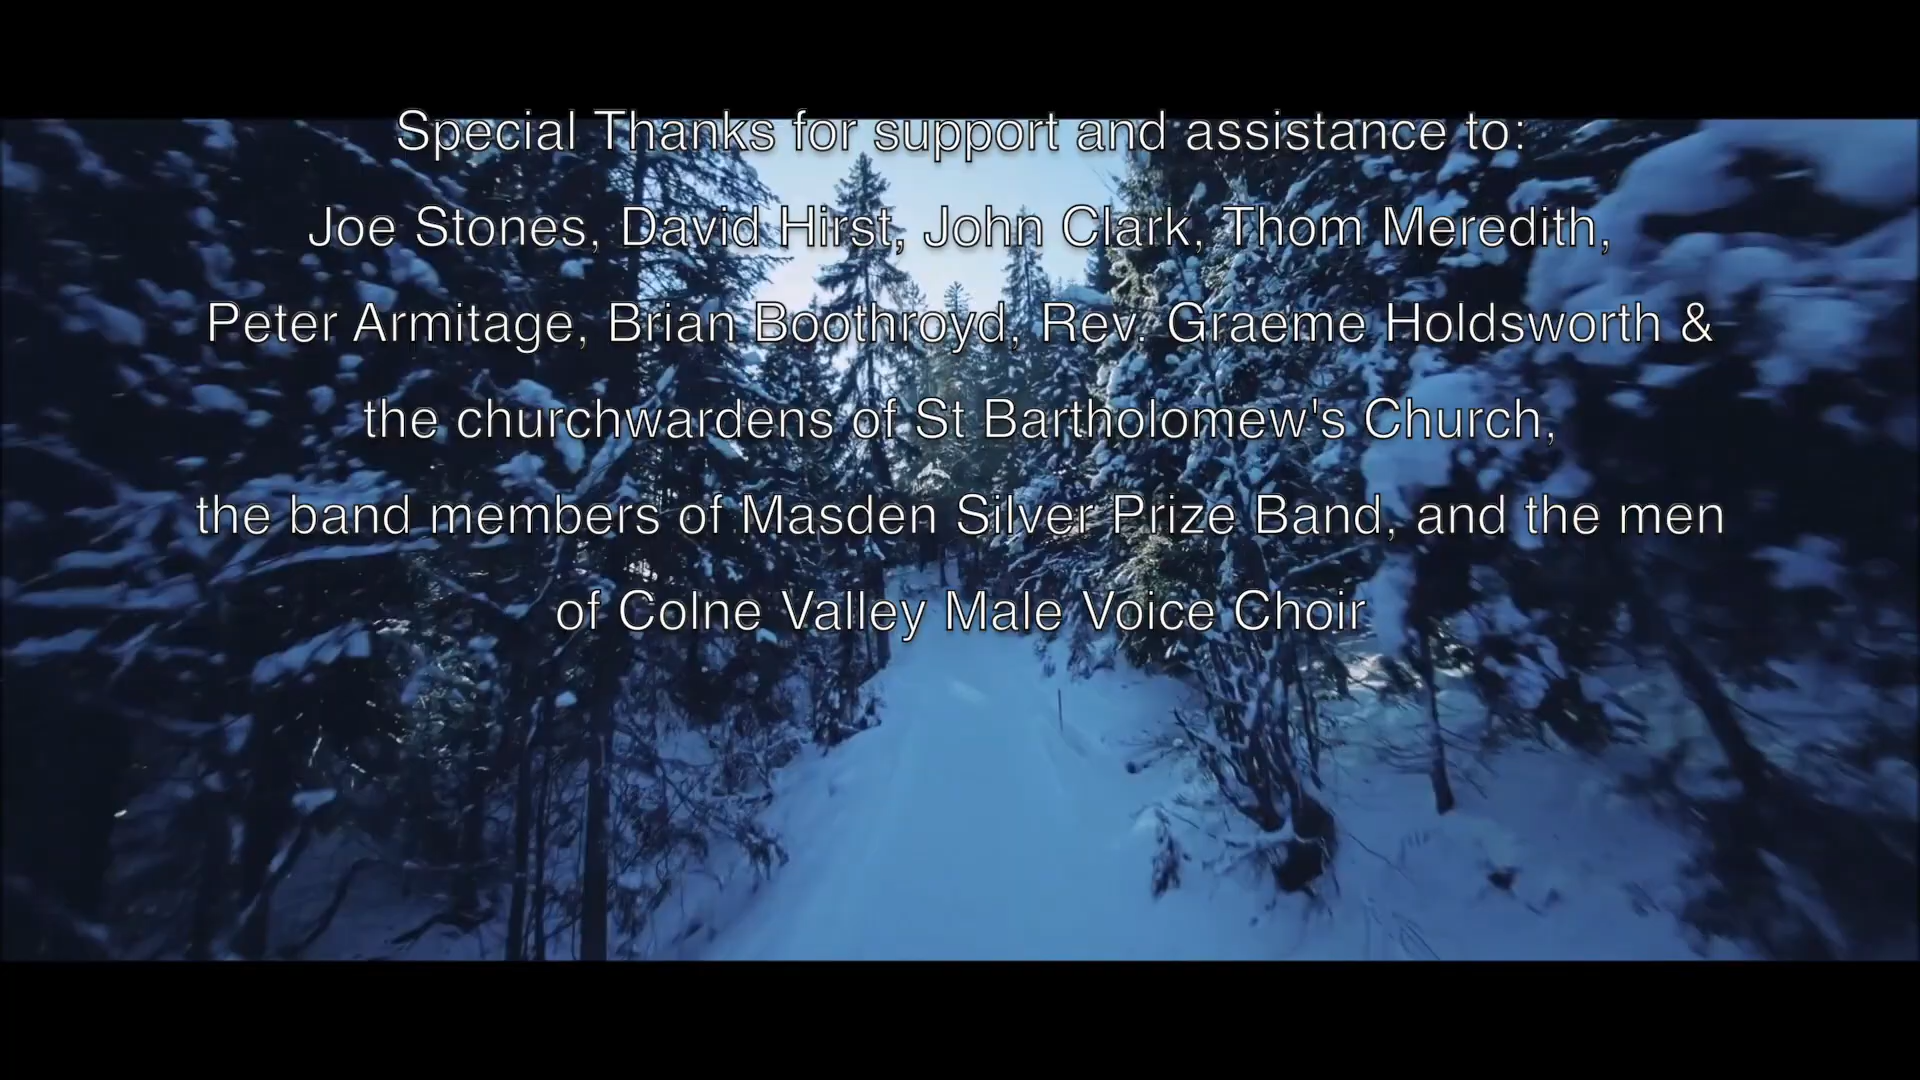 Special Thanks for support and assistance to:
Joe Stones, David Hirst, John Clark, Thom Meredith,
Peter Armitage, Brian Boothroyd, Rev. Graeme Holdsworth &
the churchwardens of St Bartholomew's Church,
the band members of Masden Silver Prize Band, and the men
of Colne Valley Male Voice Choir